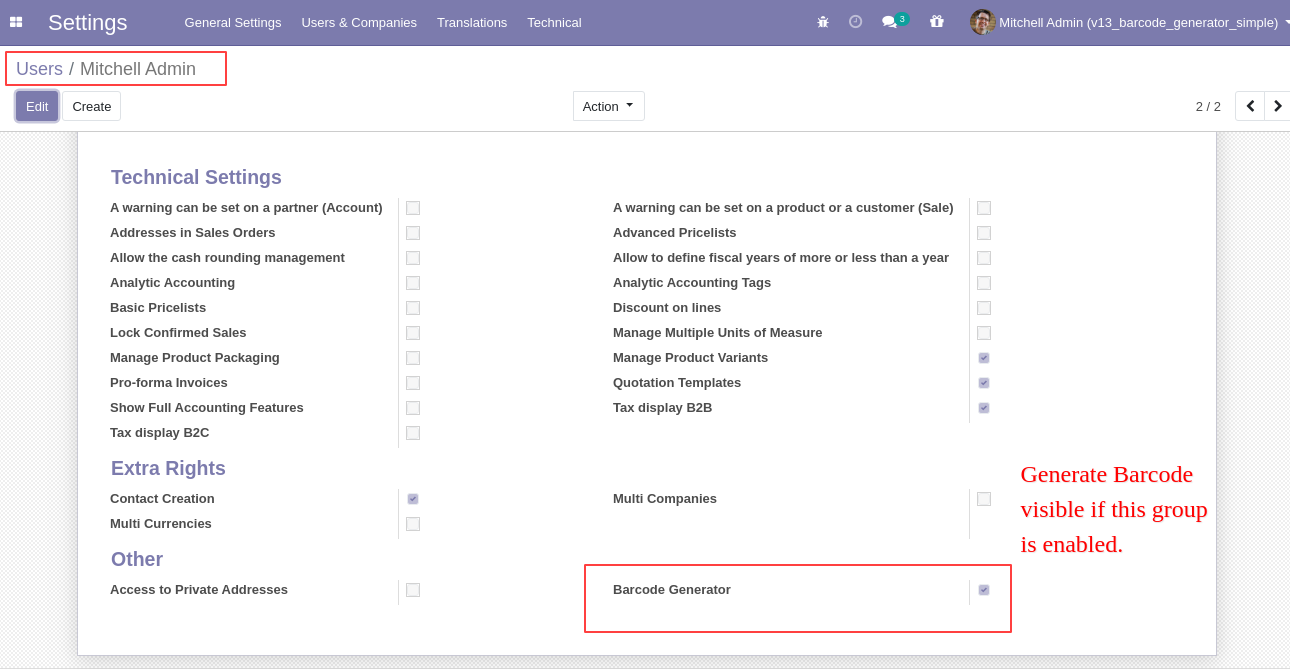 Settings General Settings Users & Companies Translations Technical 3 Mitchell Admin (v13_barcode_generator_simple)
Users / Mitchell Admin
Edit Create Action 2 / 2
Technical Settings
A warning can be set on a partner (Account) A warning can be set on a product or a customer (Sale)
Addresses in Sales Orders Advanced Pricelists
Allow the cash rounding management Allow to define fiscal years of more or less than a year
Analytic Accounting Analytic Accounting Tags
Basic Pricelists Discount on lines
Lock Confirmed Sales Manage Multiple Units of Measure
Manage Product Packaging Manage Product Variants
Pro-forma Invoices Quotation Templates
Show Full Accounting Features Tax display B2B
Tax display B2C
Extra Rights
Contact Creation Multi Companies
Multi Currencies
Generate Barcode
visible if this group
is enabled.
Other
Access to Private Addresses Barcode Generator